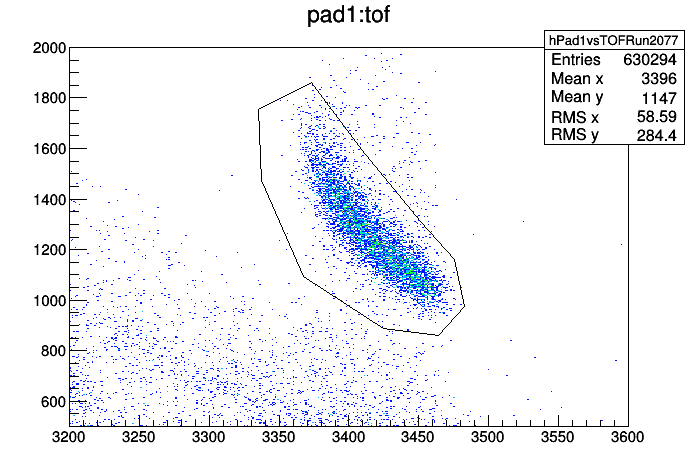 pad1:tof
hPad1vsTOFRun2077
Entries 630294
Mean x 3396
Mean y 1147
RMS x 58.59
RMS y 284.4
2000
1800
1600
1400
1200
1000
800
600
3200 3250 3300 3350 3400 3450 3500 3550 3600